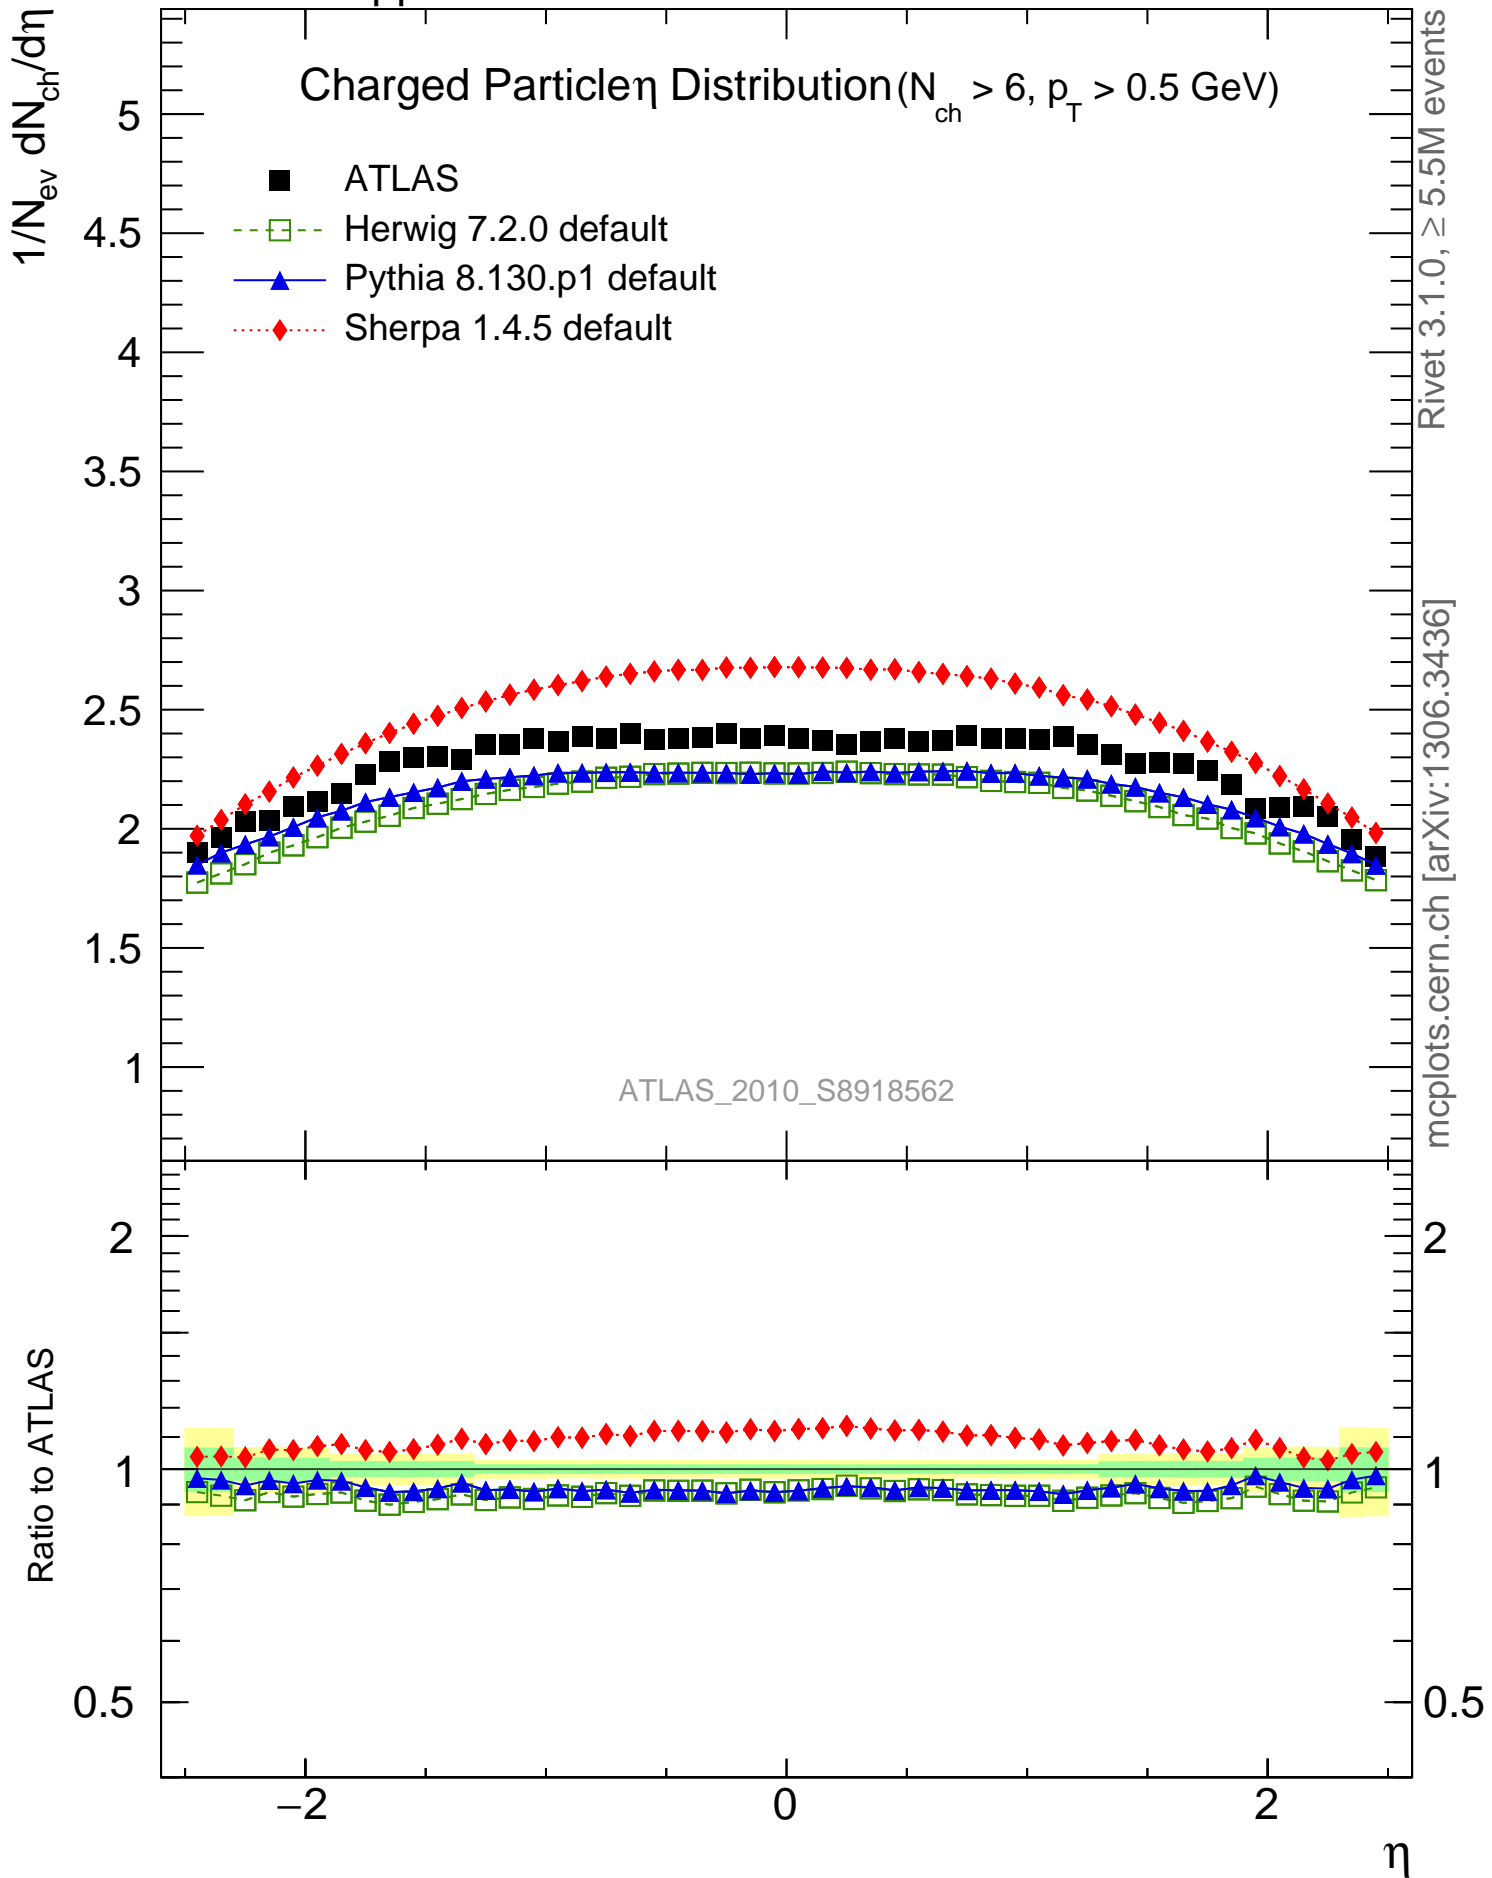 1/N_ev dN_ch/dη
Charged Particleη Distribution (N_ch > 6, p_T > 0.5 GeV)
ATLAS
Herwig 7.2.0 default
Pythia 8.130.p1 default
Sherpa 1.4.5 default
5
4.5
4
3.5
3
2.5
2
1.5
1
ATLAS_2010_S8918562
Rivet 3.1.0, ≥ 5.5M events
mcplots.cern.ch [arXiv:1306.3436]
Ratio to ATLAS
2
1
0.5
2
1
0.5
−2
0
2
η